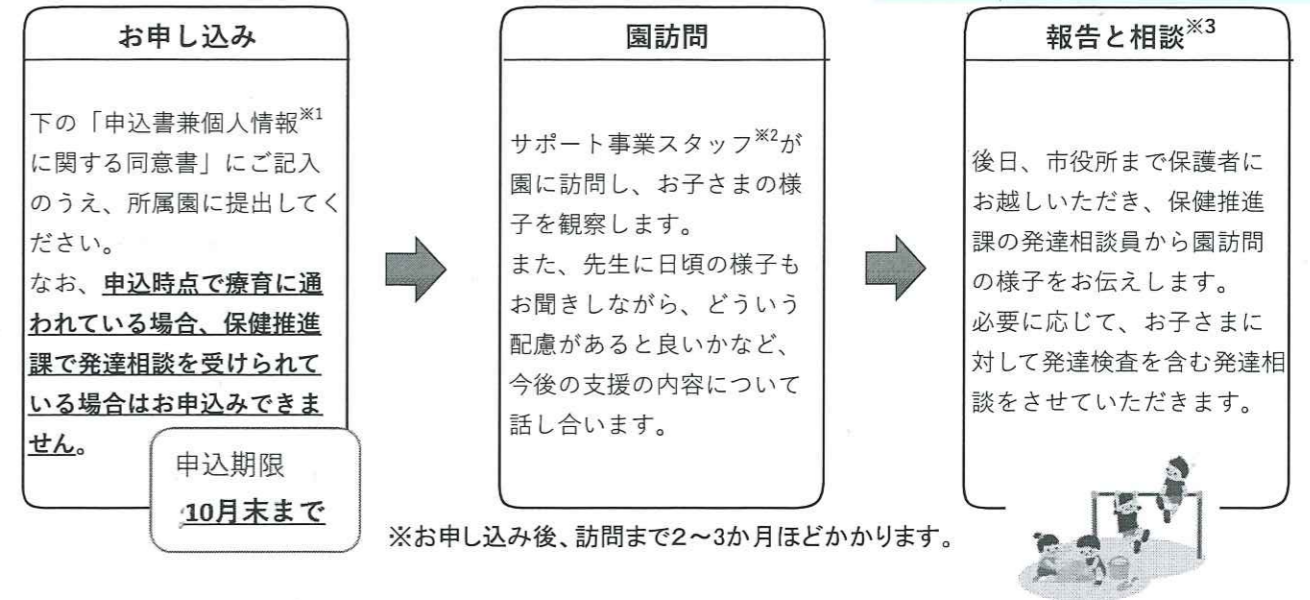 お申し込み
下の「申込書兼個人情報※1
に関する同意書」にご記入
のうえ、所属園に提出してく
ださい。
なお、申込時点で療育に通
われている場合、保健推進
課で発達相談を受けられて
いる場合はお申込みできま
せん。
申込期限
10月末まで
園訪問
サポート事業スタッフ※2が
園に訪問し、お子さまの様
子を観察します。
また、先生に日頃の様子も
お聞きしながら、どういう
配慮があると良いかなど、
今後の支援の内容について
話し合います。
報告と相談※3
後日、市役所まで保護者に
お越しいただき、保健推進
課の発達相談員から園訪問
の様子をお伝えします。
必要に応じて、お子さまに
対して発達検査を含む発達相
談をさせていただきます。
※お申し込み後、訪問まで2～3か月ほどかかります。